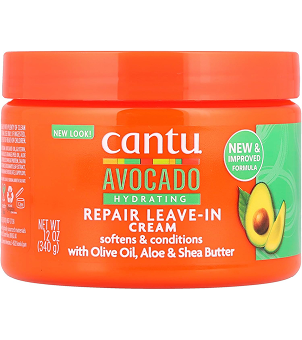 NEW LOOK!
cantu
AVOCADO
HYDRATING
REPAIR LEAVE-IN
CREAM
softens & conditions
with Olive Oil, Aloe & Shea Butter
NEW &
IMPROVED
FORMULA
NET WT
12 OZ
(340 g)